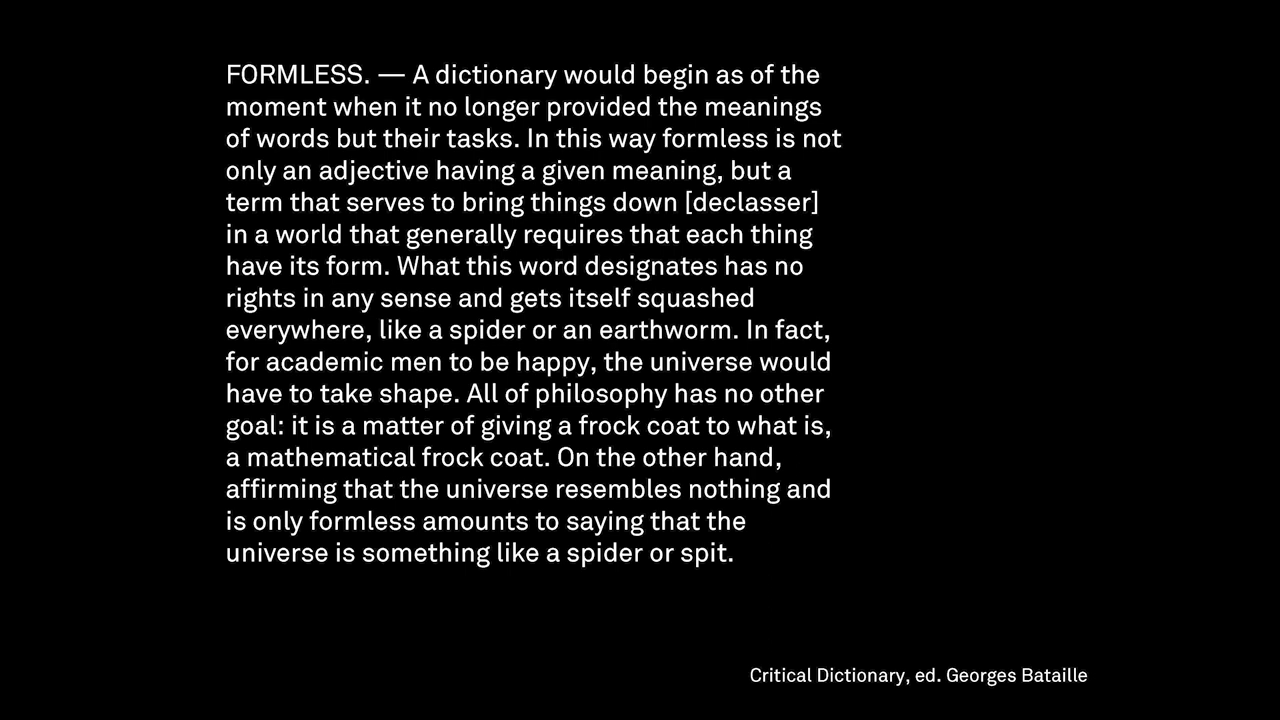 FORMLESS. — A dictionary would begin as of the
moment when it no longer provided the meanings
of words but their tasks. In this way formless is not
only an adjective having a given meaning, but a
term that serves to bring things down [declasser]
in a world that generally requires that each thing
have its form. What this word designates has no
rights in any sense and gets itself squashed
everywhere, like a spider or an earthworm. In fact,
for academic men to be happy, the universe would
have to take shape. All of philosophy has no other
goal: it is a matter of giving a frock coat to what is,
a mathematical frock coat. On the other hand,
affirming that the universe resembles nothing and
is only formless amounts to saying that the
universe is something like a spider or spit.
Critical Dictionary, ed. Georges Bataille